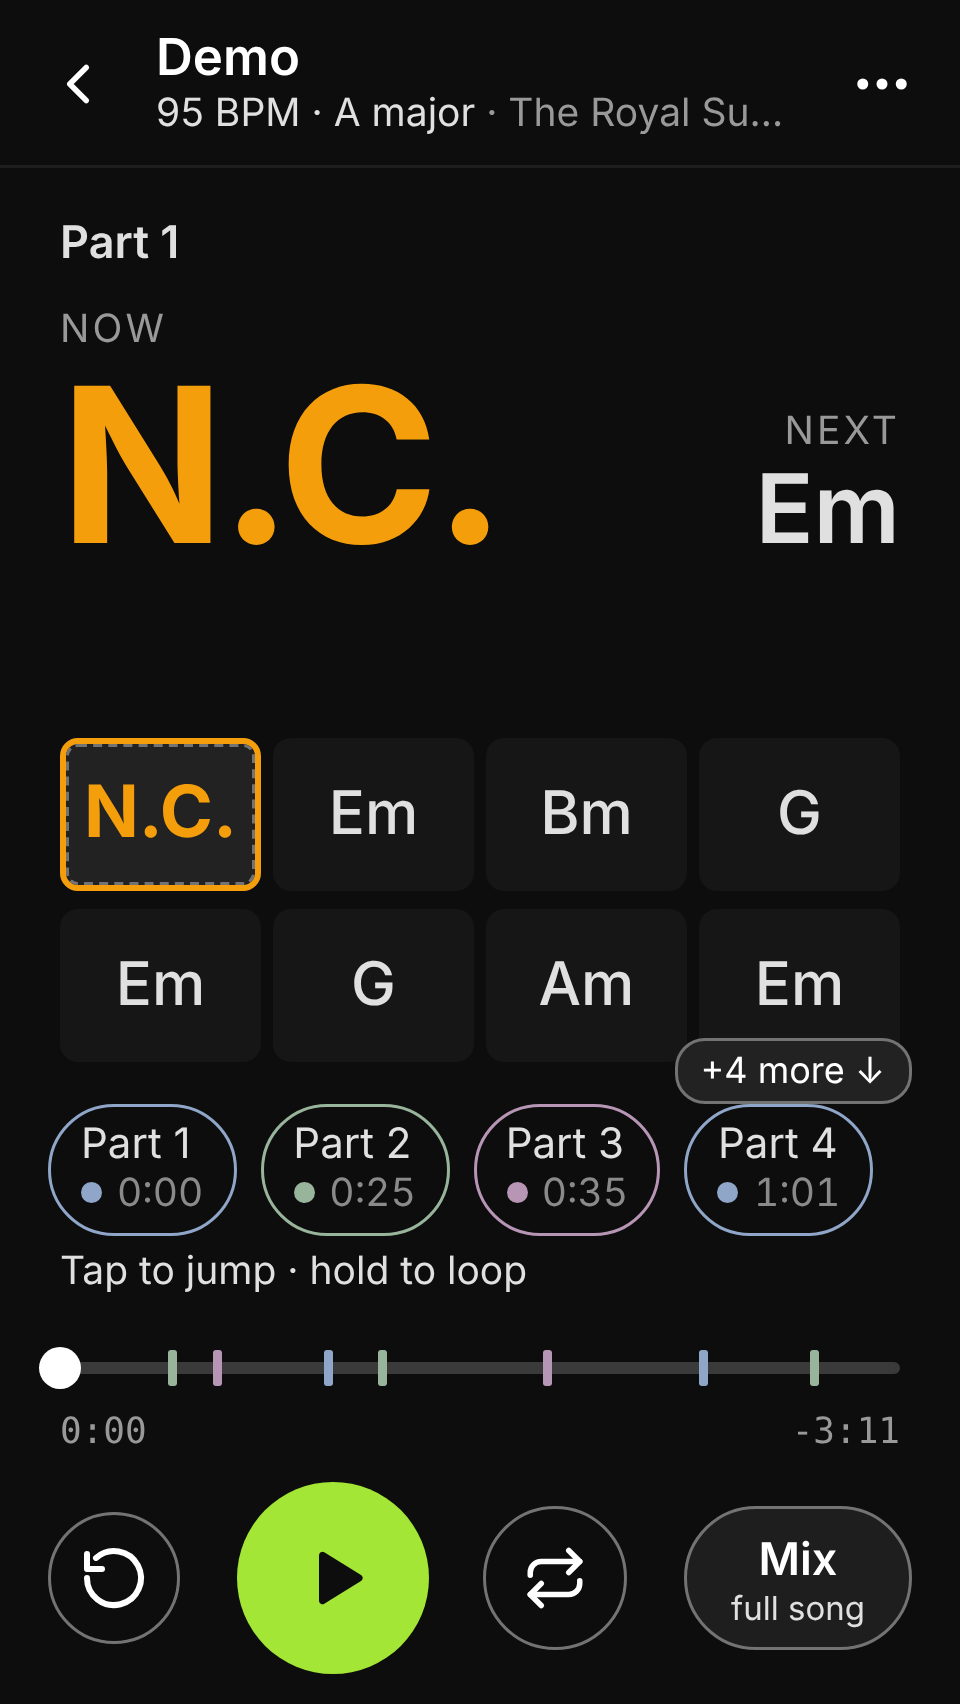 Demo
95 BPM · A major · The Royal Su...
Part 1
NOW
N.C.
NEXT
Em
N.C. Em Bm G
Em G Am Em
+4 more ↓
Part 1 Part 2 Part 3 Part 4
0:00 0:25 0:35 1:01
Tap to jump · hold to loop
0:00 -3:11
Mix
full song